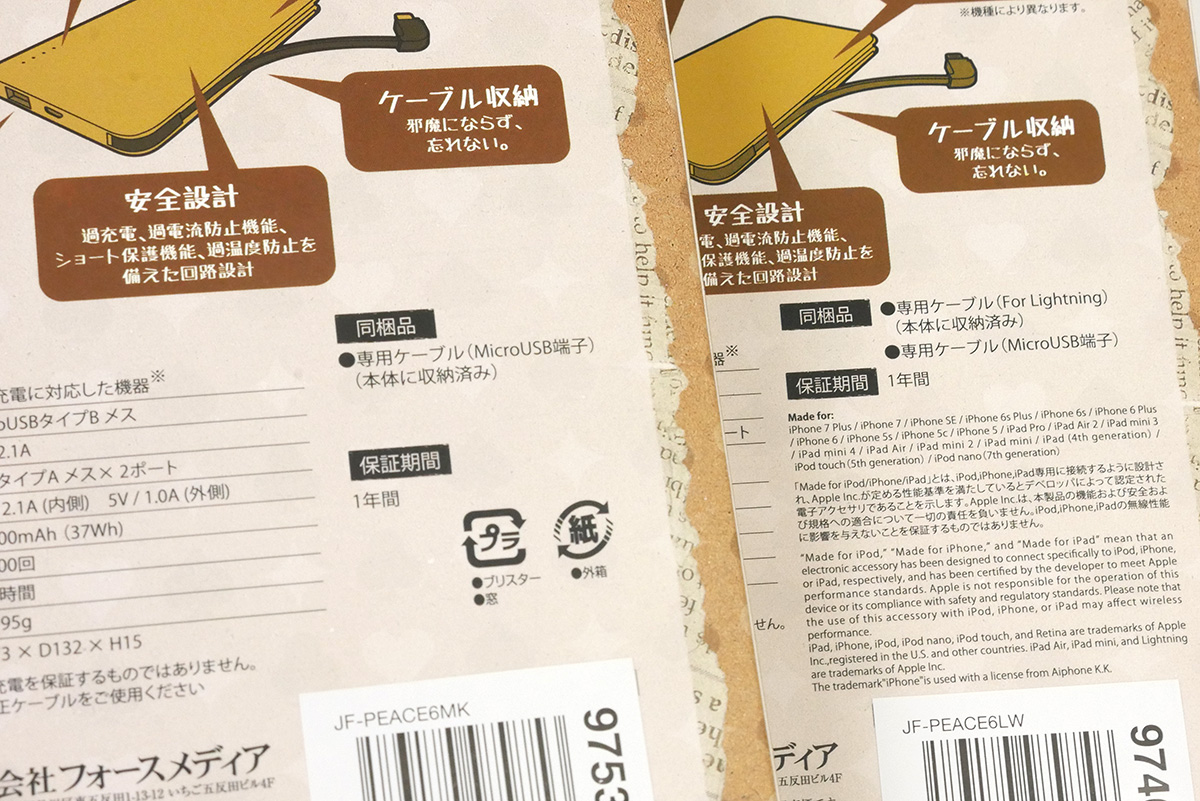 ケーブル収納
邪魔にならず、
忘れない。
安全設計
過充電、過電流防止機能、
ショート保護機能、過温度防止を
備えた回路設計
同梱品
●専用ケーブル(MicroUSB端子)
(本体に収納済み)
充電に対応した機器※
oUSBタイプB メス
2.1A
タイプA メス×2ポート
2.1A(内側) 5V / 1.0A(外側)
00mAh(37Wh)
00回
時間
95g
3 × D132 × H15
保証期間
1年間
プラ
●ブリスター
●窓
紙
●外箱
充電を保証するものではありません。
正ケーブルをご使用ください
JF-PEACE6MK
9753
会社フォースメディア
五反田1-13-12 いちご五反田ビル4F
※機種により異なります。
ケーブル収納
邪魔にならず、
忘れない。
安全設計
電、過電流防止機能、
保護機能、過温度防止を
備えた回路設計
同梱品
●専用ケーブル(For Lightning)
(本体に収納済み)
●専用ケーブル(MicroUSB端子)
器※
保証期間
1年間
ート
Made for:
iPhone 7 Plus / iPhone 7 / iPhone SE / iPhone 6s Plus / iPhone 6s / iPhone 6 Plus
/ iPhone 6 / iPhone 5s / iPhone 5c / iPhone 5 / iPad Pro / iPad Air 2 / iPad mini 3
/ iPad mini 4 / iPad Air / iPad mini 2 / iPad mini / iPad (4th generation) /
iPod touch (5th generation) / iPod nano (7th generation)
「Made for iPod/iPhone/iPad」とは、iPod,iPhone,iPad専用に接続するように設計さ
れ、Apple Inc.が定める性能基準を満たしているとデベロッパによって認定された
電子アクセサリであることを示します。Apple Inc.は、本製品の機能および安全およ
び規格への適合について一切の責任を負いません。iPod,iPhone,iPadの無線性能
に影響を与えないことを保証するものではありません。
“Made for iPod,” “Made for iPhone,” and “Made for iPad” mean that an
electronic accessory has been designed to connect specifically to iPod, iPhone,
or iPad, respectively, and has been certified by the developer to meet Apple
performance standards. Apple is not responsible for the operation of this
device or its compliance with safety and regulatory standards. Please note that
the use of this accessory with iPod, iPhone, or iPad may affect wireless
performance.
iPad, iPhone, iPod, iPod nano, iPod touch, and Retina are trademarks of Apple
Inc.,registered in the U.S. and other countries. iPad Air, iPad mini, and Lightning
are trademarks of Apple Inc.
The trademark“iPhone”is used with a license from Aiphone K.K.
せん。
JF-PEACE6LW
974
ディア
五反田ビル4F